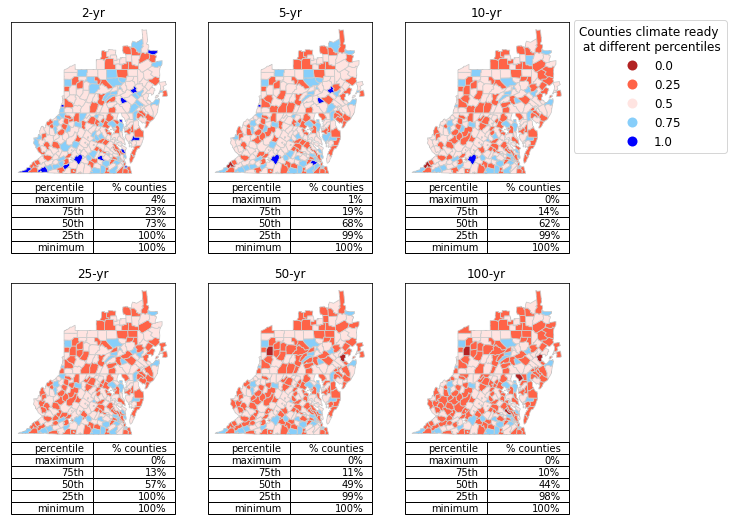 2-yr
5-yr
10-yr
Counties climate ready
at different percentiles
0.0
0.25
0.5
0.75
1.0
percentile % counties
maximum 4%
75th 23%
50th 73%
25th 100%
minimum 100%
percentile % counties
maximum 1%
75th 19%
50th 68%
25th 99%
minimum 100%
percentile % counties
maximum 0%
75th 14%
50th 62%
25th 99%
minimum 100%
25-yr
50-yr
100-yr
percentile % counties
maximum 0%
75th 13%
50th 57%
25th 100%
minimum 100%
percentile % counties
maximum 0%
75th 11%
50th 49%
25th 99%
minimum 100%
percentile % counties
maximum 0%
75th 10%
50th 44%
25th 98%
minimum 100%